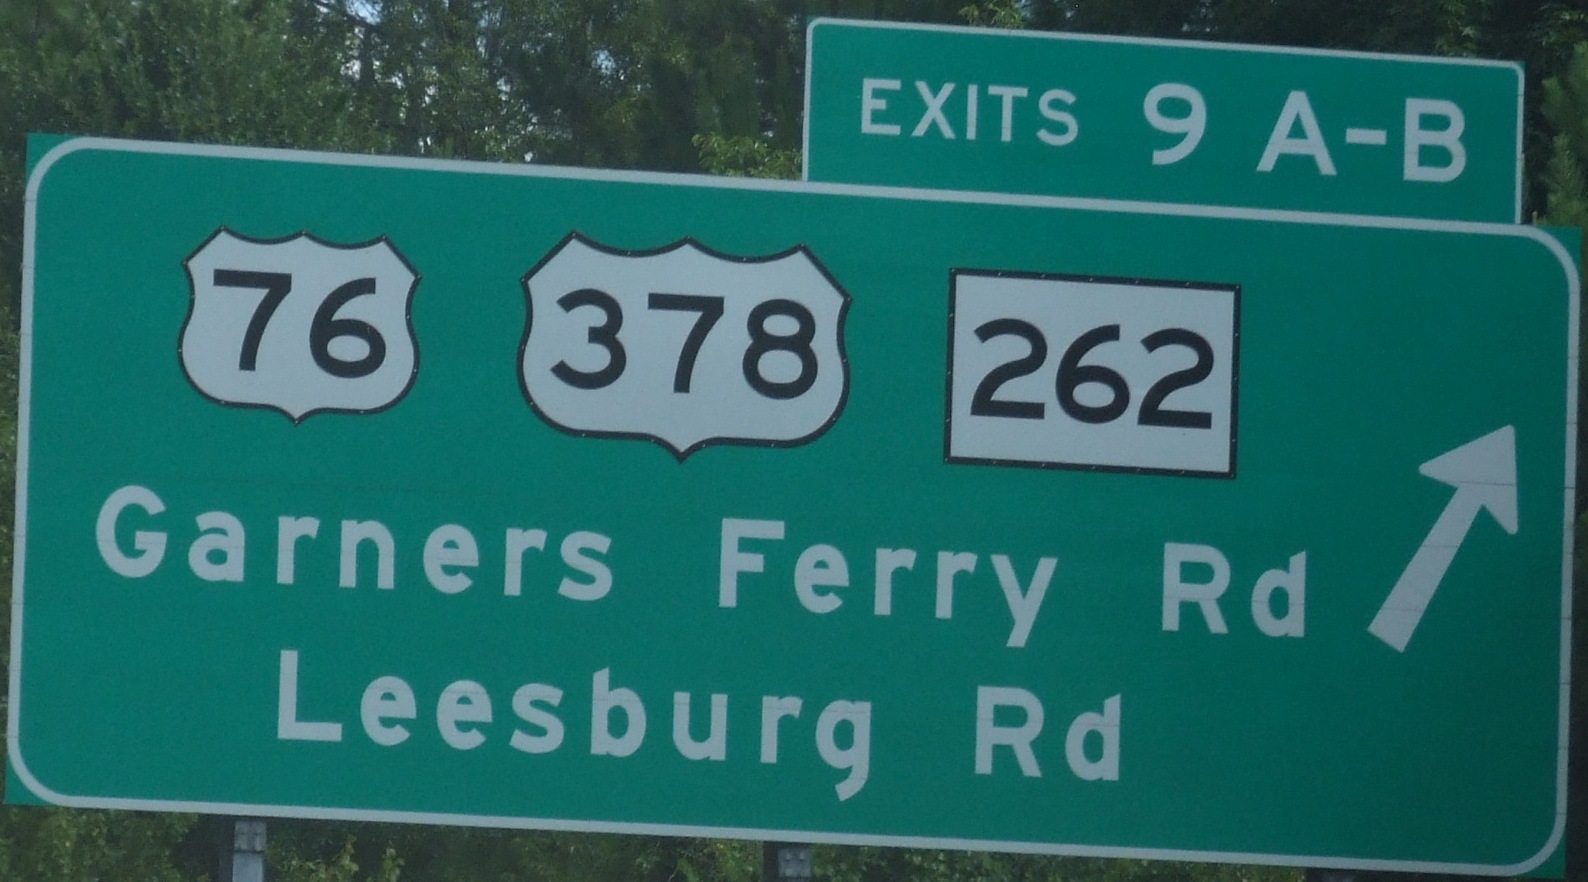 EXITS 9 A-B
76 378 262
Garners Ferry Rd
Leesburg Rd